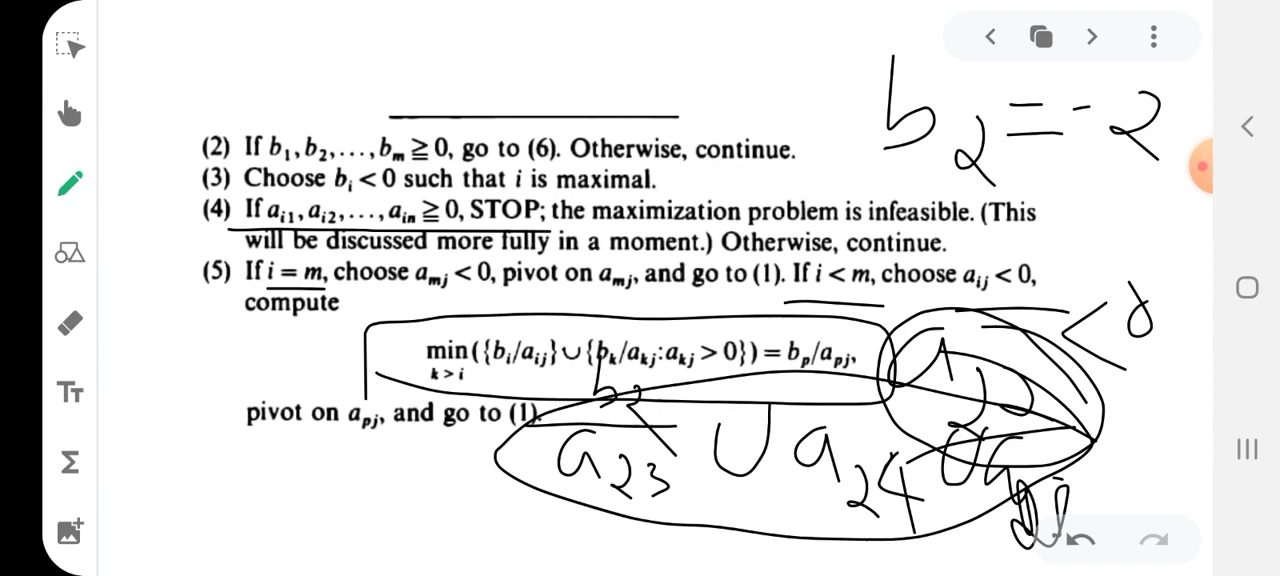 b₂ = -2
(2) If b₁, b₂, ..., bₘ ≧ 0, go to (6). Otherwise, continue.
(3) Choose bᵢ < 0 such that i is maximal.
(4) If aᵢ₁, aᵢ₂, ..., aᵢₙ ≧ 0, STOP; the maximization problem is infeasible. (This
will be discussed more fully in a moment.) Otherwise, continue.
(5) If i = m, choose aₘⱼ < 0, pivot on aₘⱼ, and go to (1). If i < m, choose aᵢⱼ < 0,
compute
min({bᵢ/aᵢⱼ} ∪ {bₖ/aₖⱼ : aₖⱼ > 0}) = bₚ/aₚⱼ,
k > i
pivot on aₚⱼ, and go to (1).
a₂₃ ∪ a₂₄
Tт
Σ